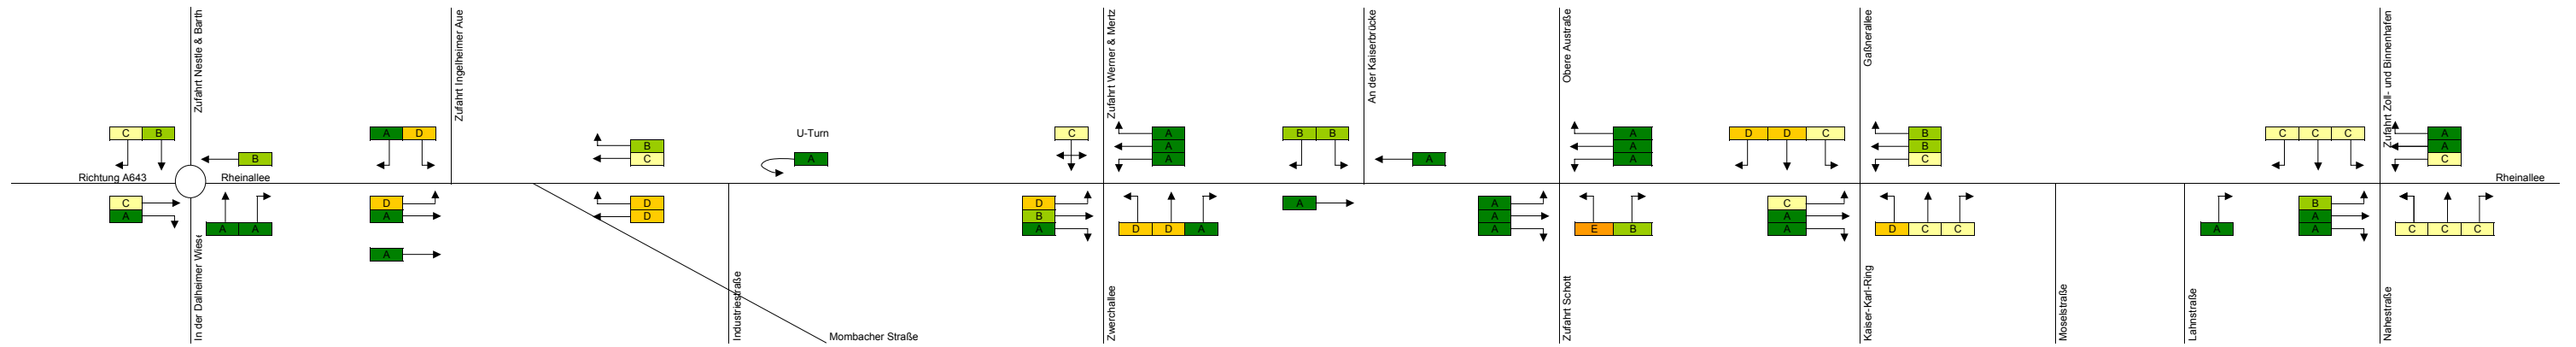 Zufahrt Nestle & Barth
Zufahrt Ingelheimer Aue
Zufahrt Werner & Mertz
An der Kaiserbrücke
Obere Austraße
Gaßnerallee
Zufahrt Zoll- und Binnenhafen
C B
A D
B
C
U-Turn
C
A
A
A
B B
A
A
A
D D C
B
B
C
C C C
A
A
C
B
A
A
Richtung A643
Rheinallee
Rheinallee
C
A
A A
D
A
A
D
D
D
B
A
D D A
A
A
A
A
E B
C
A
A
D C C
A
B
A
A
C C C
In der Dalheimer Wiese
Industriestraße
Mombacher Straße
Zwerchallee
Zufahrt Schott
Kaiser-Karl-Ring
Moselstraße
Lahnstraße
Nahestraße